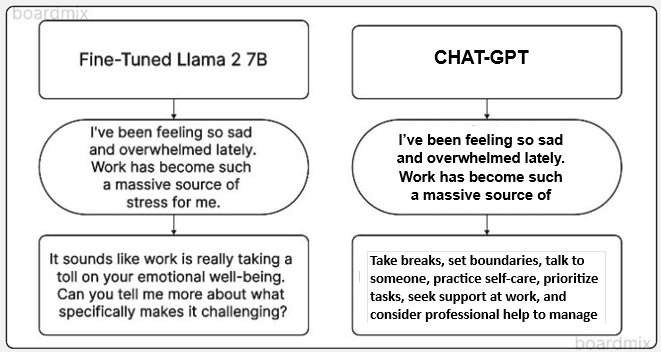 boardmix
Fine-Tuned Llama 2 7B
I've been feeling so sad
and overwhelmed lately.
Work has become such
a massive source of
stress for me.
It sounds like work is really taking a
toll on your emotional well-being.
Can you tell me more about what
specifically makes it challenging?
CHAT-GPT
I've been feeling so sad
and overwhelmed lately.
Work has become such
a massive source of
Take breaks, set boundaries, talk to
someone, practice self-care, prioritize
tasks, seek support at work, and
consider professional help to manage
boardmix